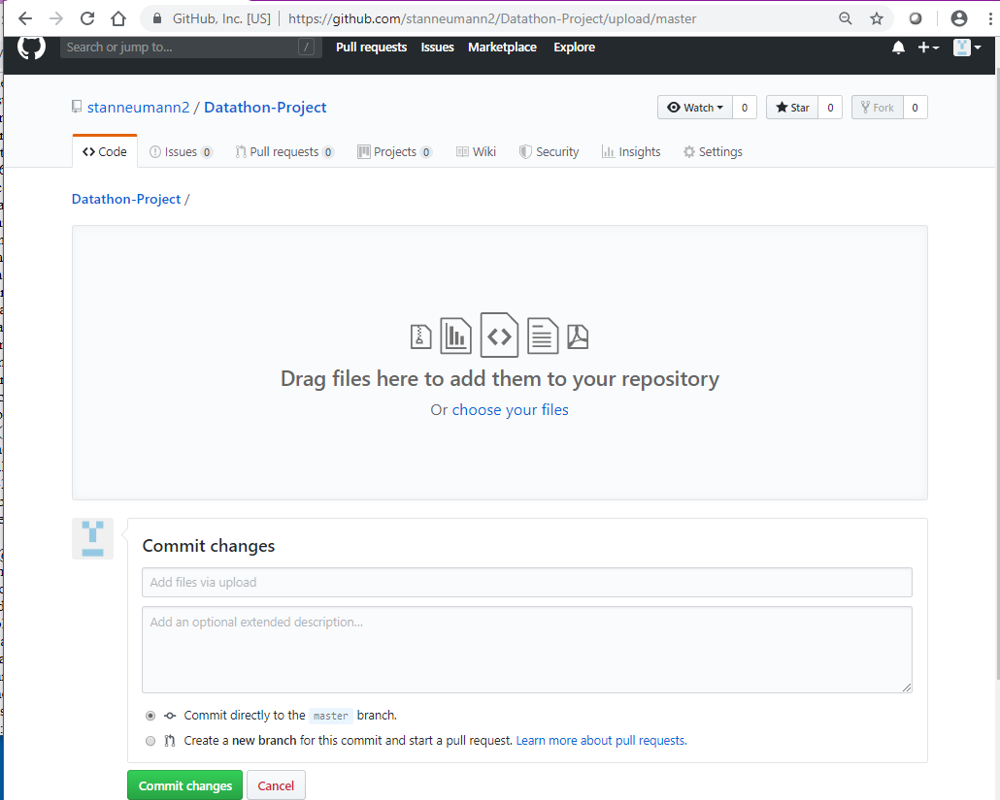 GitHub, Inc. [US] https://github.com/stanneumann2/Datathon-Project/upload/master
Search or jump to... / Pull requests Issues Marketplace Explore
stanneumann2 / Datathon-Project Watch 0 Star 0 Fork 0
Code Issues 0 Pull requests 0 Projects 0 Wiki Security Insights Settings
Datathon-Project /
Drag files here to add them to your repository
Or choose your files
Commit changes
Add files via upload
Add an optional extended description...
Commit directly to the master branch.
Create a new branch for this commit and start a pull request. Learn more about pull requests.
Commit changes Cancel